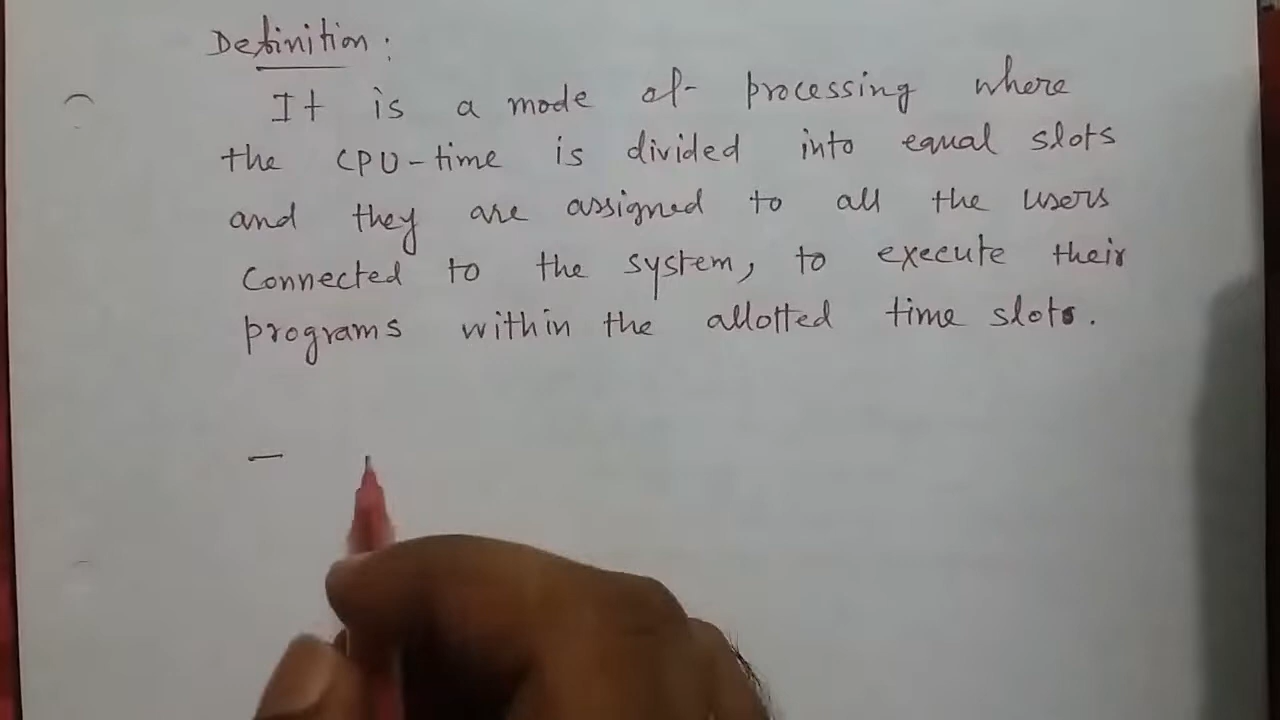 Definition:
It is a mode of processing where
the CPU-time is divided into equal slots
and they are assigned to all the users
Connected to the system, to execute their
programs within the allotted time slots.
—